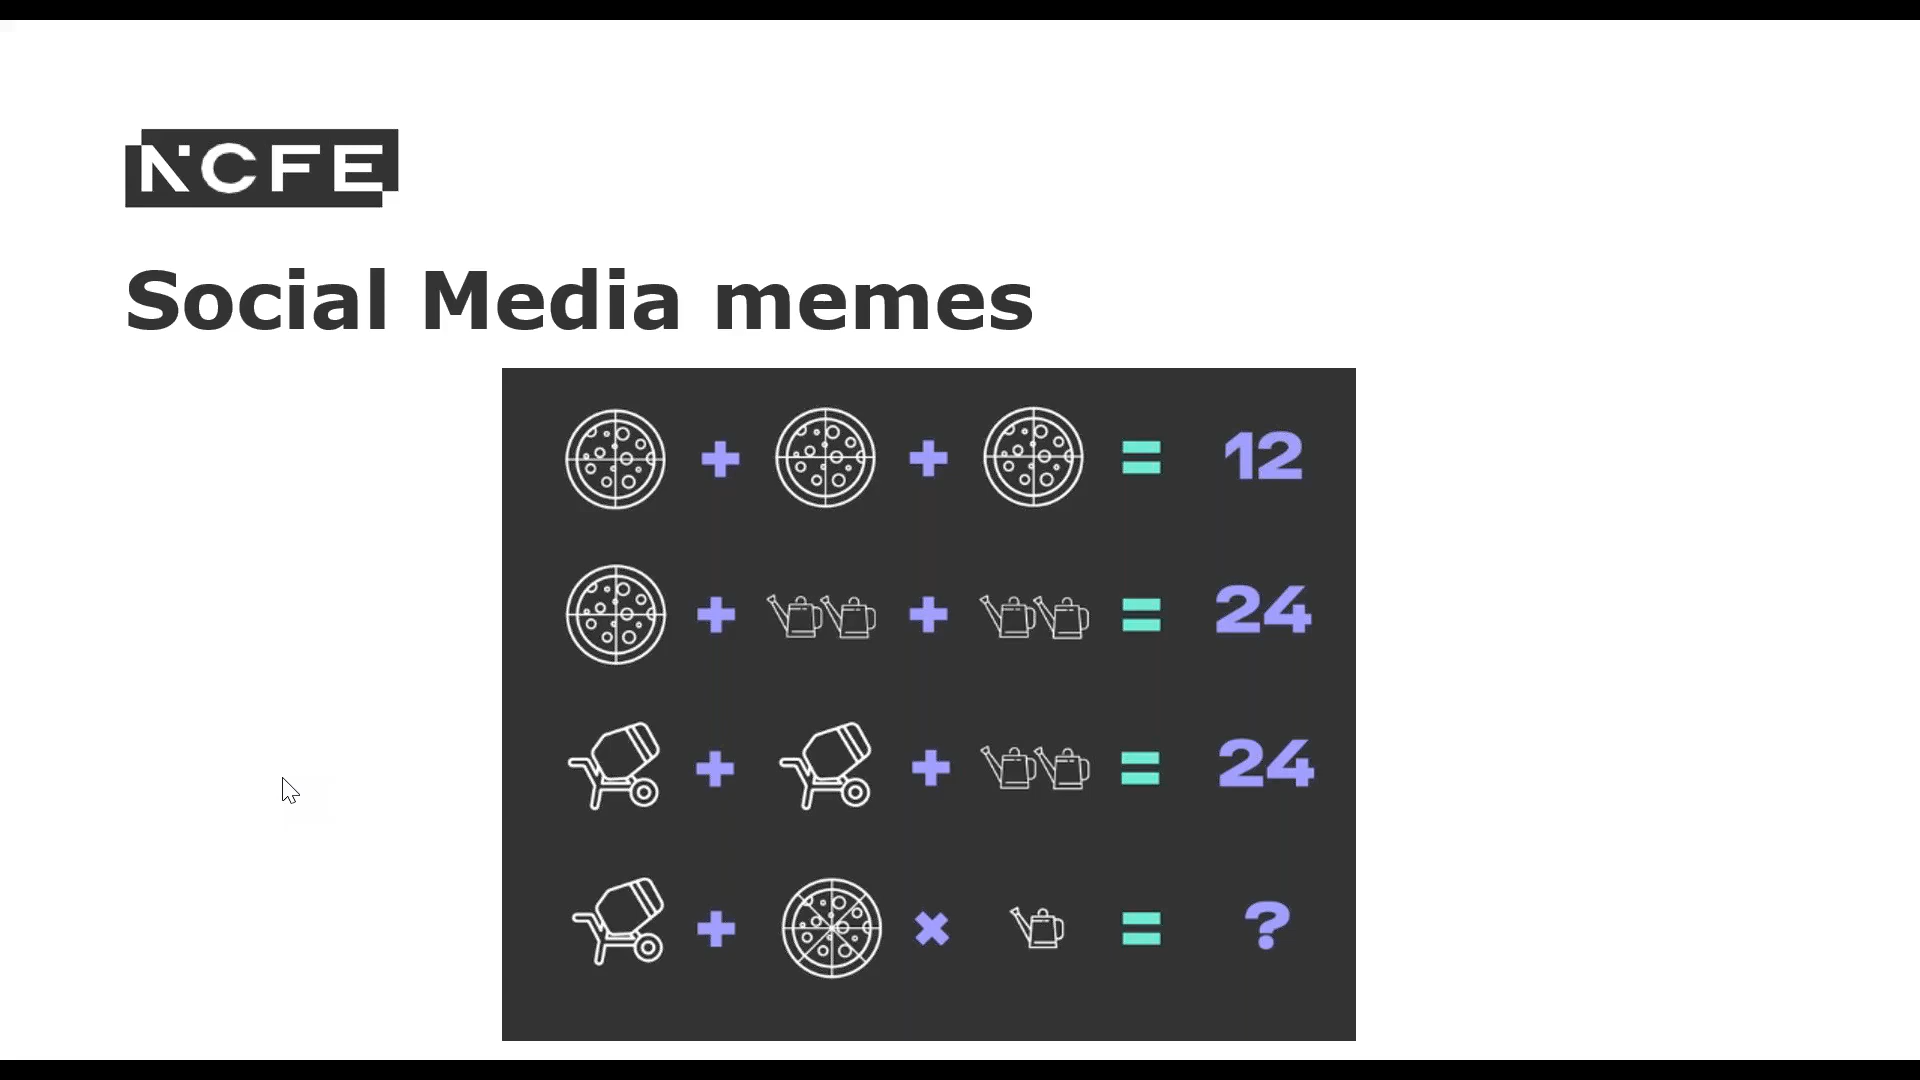 NCFE
Social Media memes
+ + = 12
+ + = 24
+ + = 24
+ × = ?